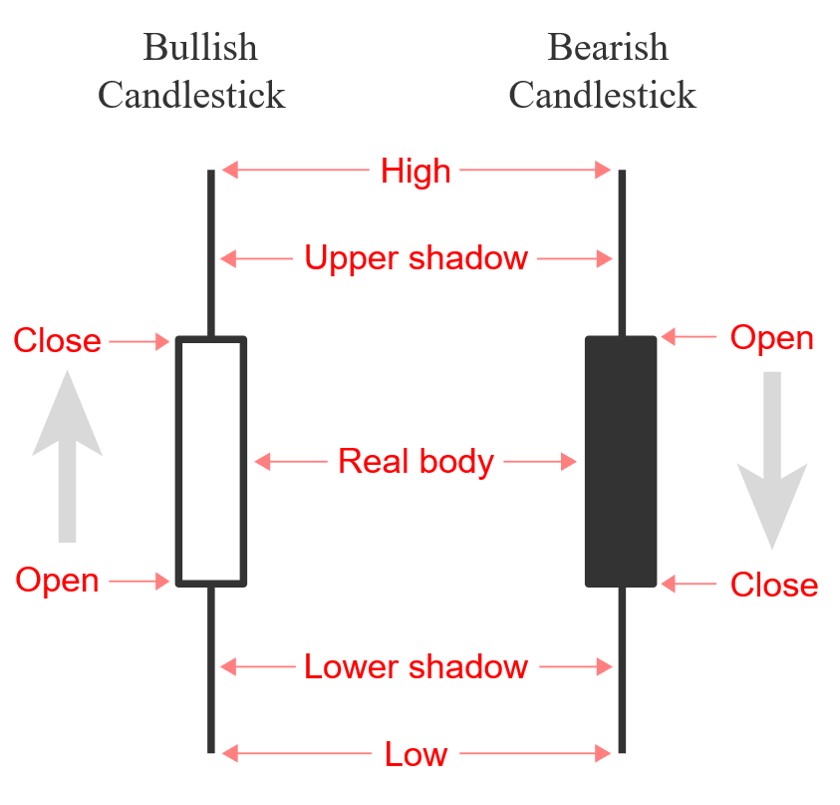 Bullish
Candlestick
Bearish
Candlestick
High
Upper shadow
Close
Open
Real body
Open
Close
Lower shadow
Low